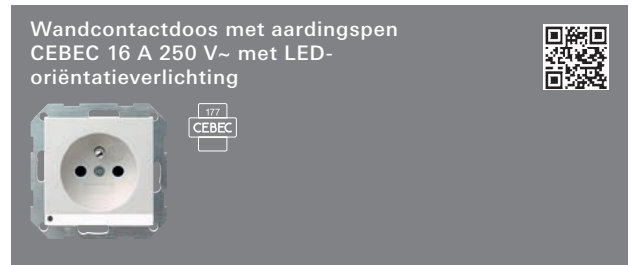 Wandcontactdoos met aardingspen
CEBEC 16 A 250 V~ met LED-
oriëntatieverlichting
177
CEBEC